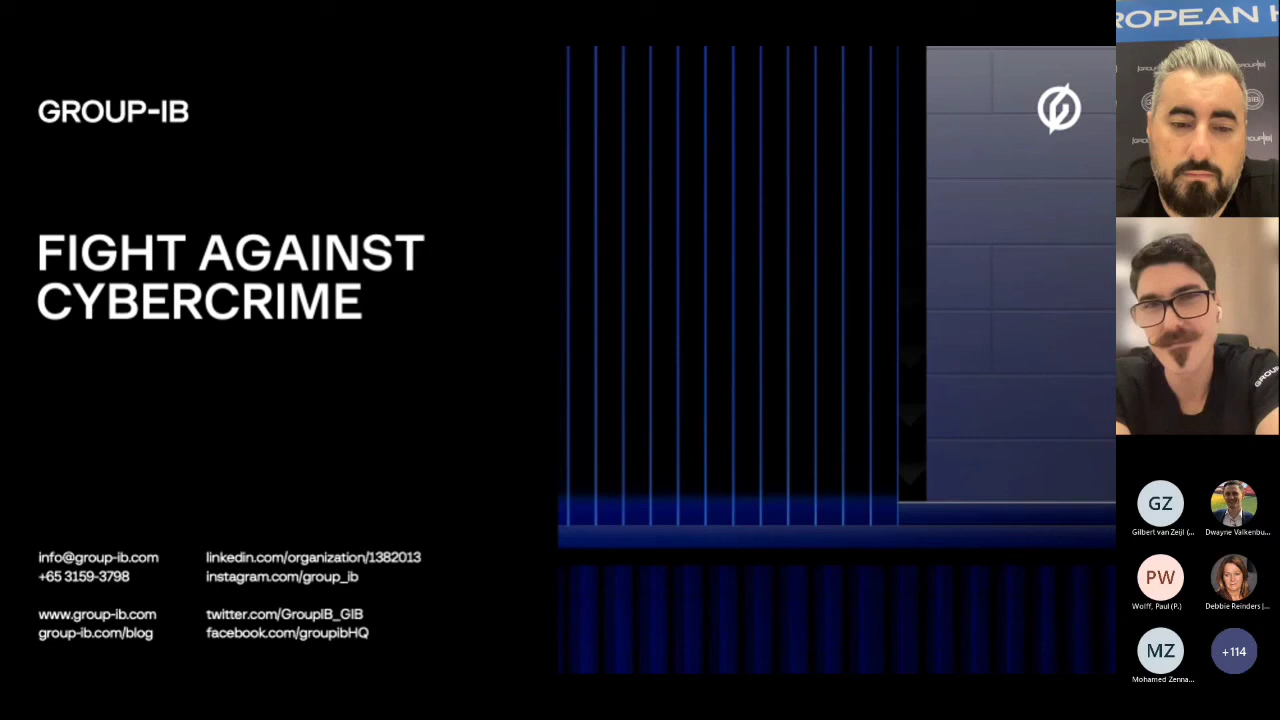 GROUP-IB
FIGHT AGAINST
CYBERCRIME
info@group-ib.com
+65 3159-3798
www.group-ib.com
group-ib.com/blog
linkedin.com/organization/1382013
instagram.com/group_ib
twitter.com/GroupIB_GIB
facebook.com/groupibHQ
ROPEAN H
GROUP
GZ
Gilbert van Zeijl (...
Dwayne Valkenbu...
PW
Wolff, Paul (P.)
Debbie Reinders |...
MZ
Mohamed Zenna...
+114